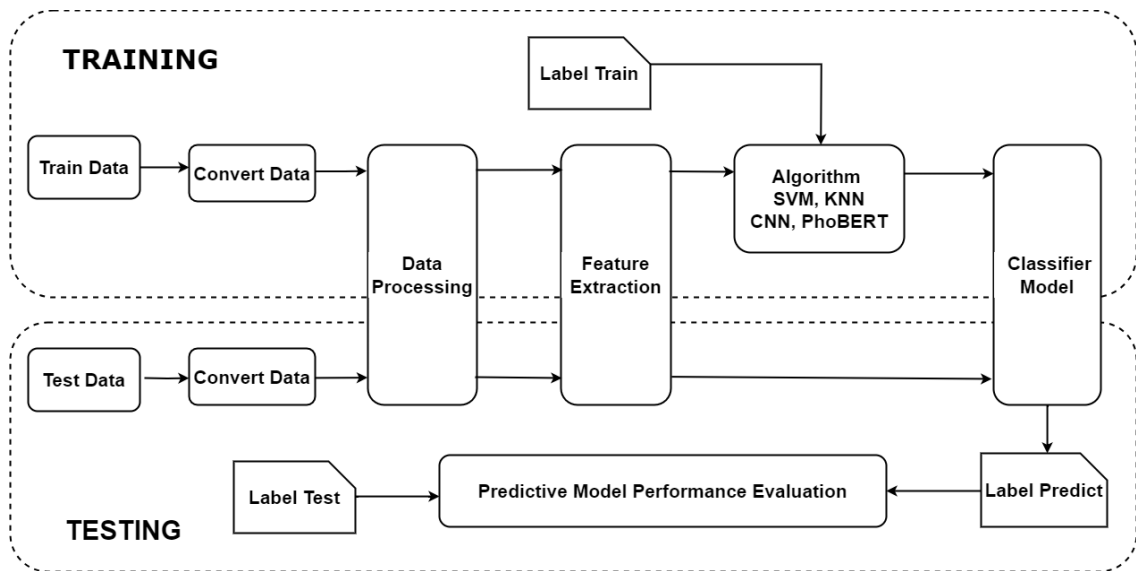 TRAINING
Label Train
Train Data
Convert Data
Data
Processing
Feature
Extraction
Algorithm
SVM, KNN
CNN, PhoBERT
Classifier
Model
Test Data
Convert Data
Label Test
Predictive Model Performance Evaluation
Label Predict
TESTING